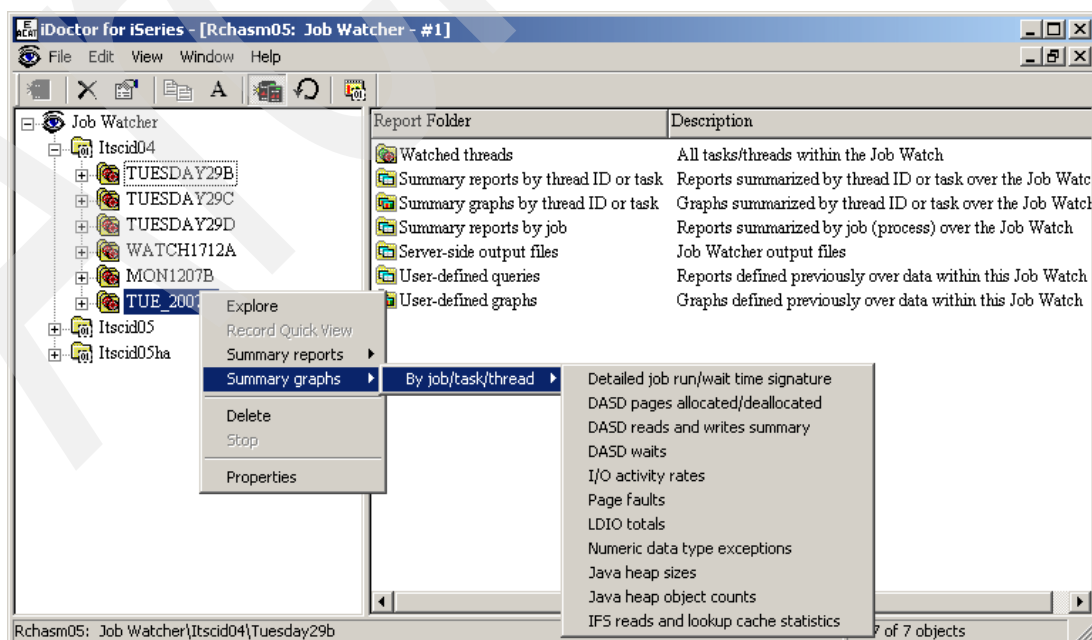 iDoctor for iSeries - [Rchasm05: Job Watcher - #1]
File Edit View Window Help
A
Job Watcher
Itscid04
TUESDAY29B
TUESDAY29C
TUESDAY29D
WATCH1712A
MON1207B
TUE_2007
Itscid05
Itscid05ha
Report Folder Description
Watched threads All tasks/threads within the Job Watch
Summary reports by thread ID or task Reports summarized by thread ID or task over the Job Watc
Summary graphs by thread ID or task Graphs summarized by thread ID or task over the Job Watch
Summary reports by job Reports summarized by job (process) over the Job Watch
Server-side output files Job Watcher output files
User-defined queries Reports defined previously over data within this Job Watch
User-defined graphs Graphs defined previously over data within this Job Watch
Explore
Record Quick View
Summary reports
Summary graphs
Delete
Stop
Properties
By job/task/thread
Detailed job run/wait time signature
DASD pages allocated/deallocated
DASD reads and writes summary
DASD waits
I/O activity rates
Page faults
LDIO totals
Numeric data type exceptions
Java heap sizes
Java heap object counts
IFS reads and lookup cache statistics
Rchasm05: Job Watcher\Itscid04\Tuesday29b
7 of 7 objects